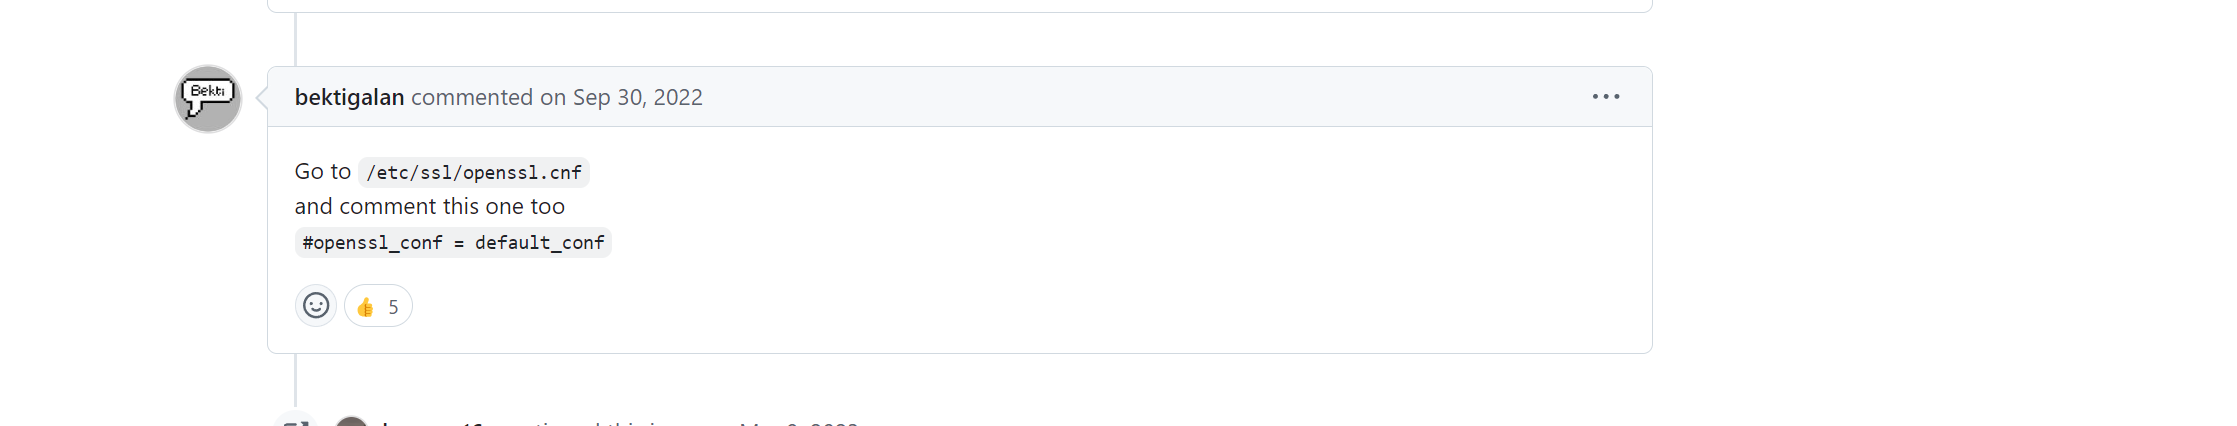 Bekti
bektigalan commented on Sep 30, 2022
Go to /etc/ssl/openssl.cnf
and comment this one too
#openssl_conf = default_conf
👍 5